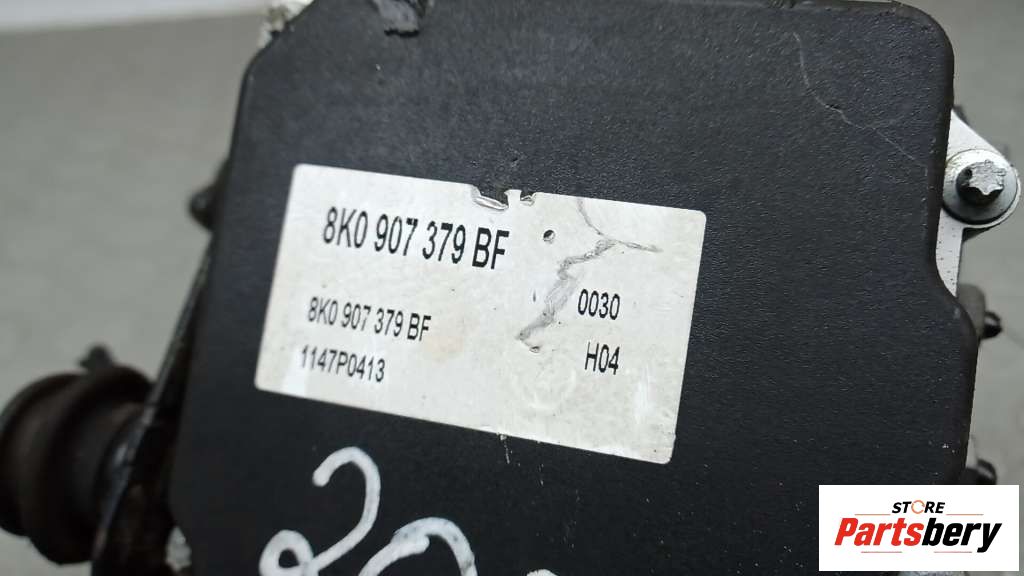 8K0 907 379 BF
8K0 907 379 BF
0030
1147P0413
H04
STORE
Partsbery